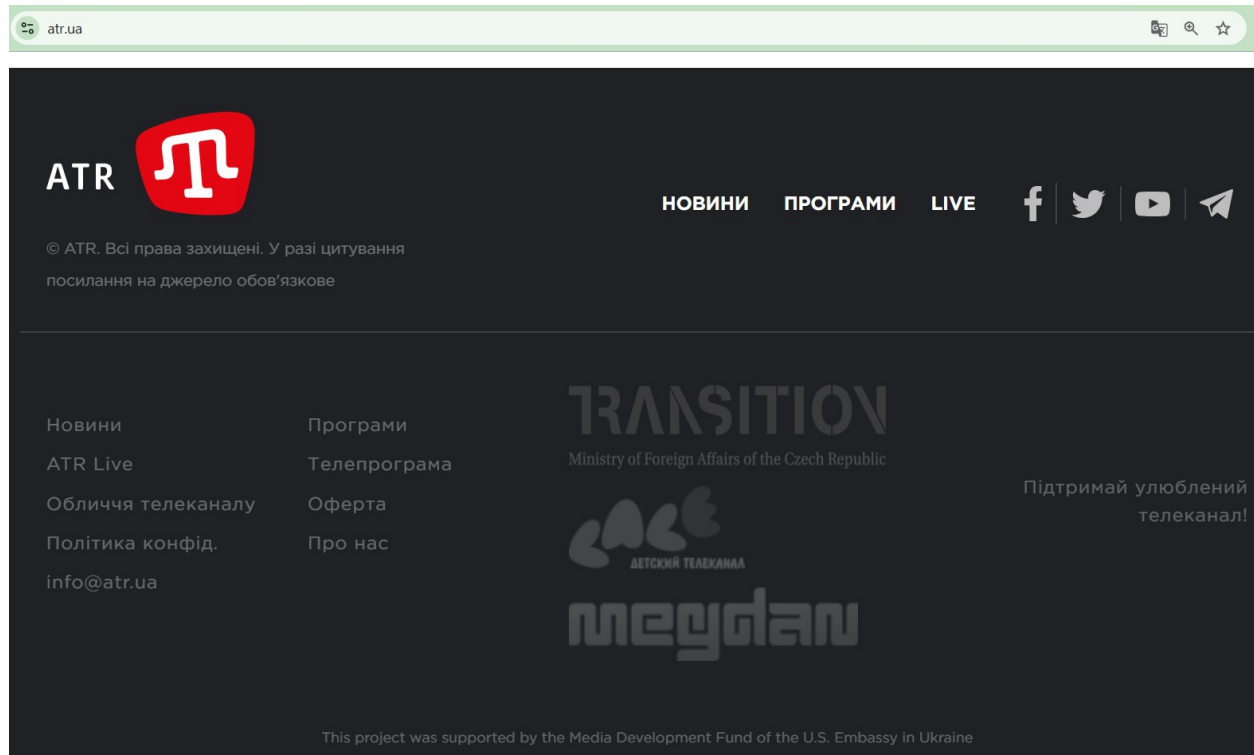 atr.ua
ATR
НОВИНИ ПРОГРАМИ LIVE
© ATR. Всі права захищені. У разі цитування
посилання на джерело обов'язкове
Новини
ATR Live
Обличчя телеканалу
Політика конфід.
info@atr.ua
Програми
Телепрограма
Оферта
Про нас
TRANSITION
Ministry of Foreign Affairs of the Czech Republic
LALE
ДЕТСКИЙ ТЕЛЕКАНАЛ
meydan
Підтримай улюблений
телеканал!
This project was supported by the Media Development Fund of the U.S. Embassy in Ukraine